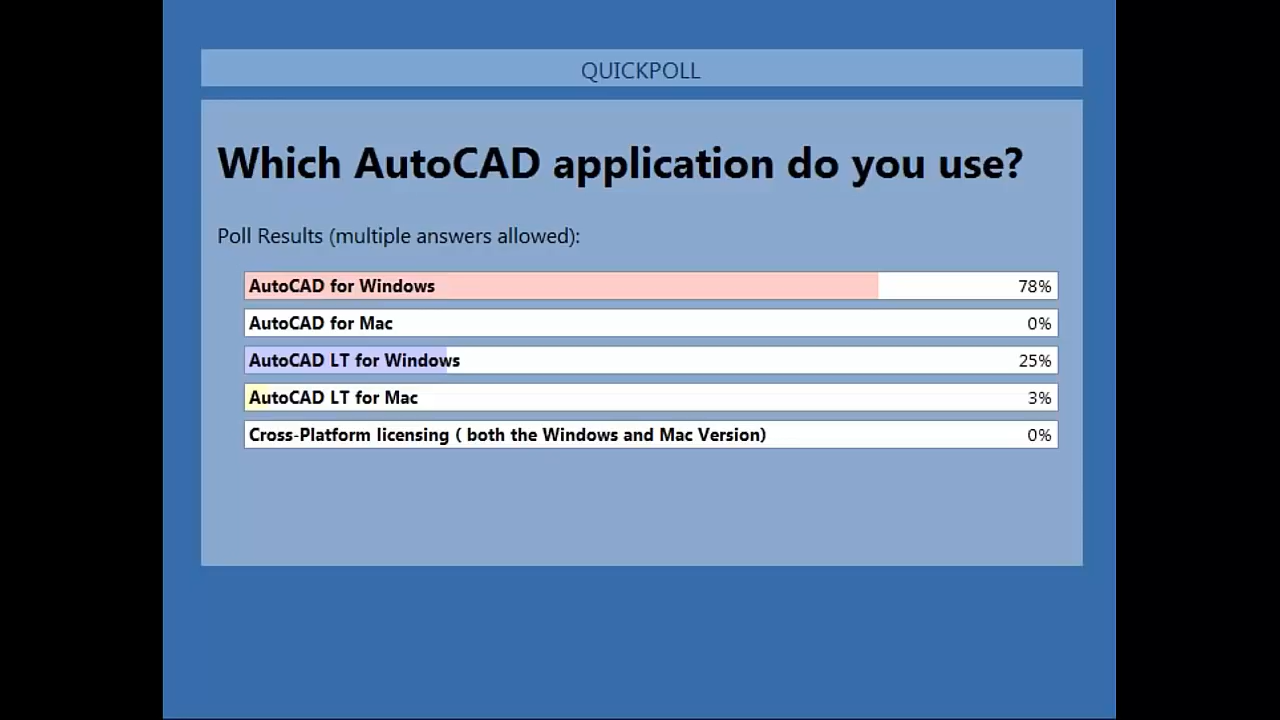 QUICKPOLL
Which AutoCAD application do you use?
Poll Results (multiple answers allowed):
AutoCAD for Windows 78%
AutoCAD for Mac 0%
AutoCAD LT for Windows 25%
AutoCAD LT for Mac 3%
Cross-Platform licensing ( both the Windows and Mac Version) 0%